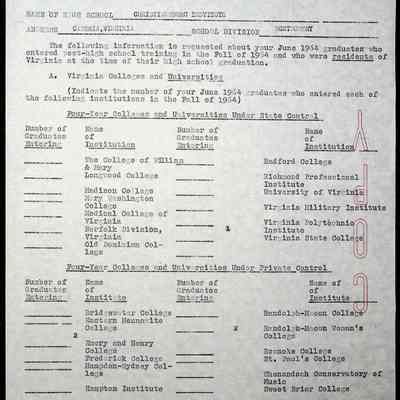 NAME OF HIGH SCHOOL CHRISTIANSBURG INSTITUTE
ADDRESS CAMBRIA, VIRGINIA SCHOOL DIVISION MONTGOMERY
The following information is requested about your June 1964 graduates who
entered post-high school training in the Fall of 1964 and who were residents of
Virginia at the time of their high school graduation.
A. Virginia Colleges and Universities
(Indicate the number of your June 1964 graduates who entered each of
the following institutions in the Fall of 1964)
Four-Year Colleges and Universities Under State Control
Number of Name Number of Name
Graduates of Graduates of
Entering Institution Entering Institution
The College of William Radford College
& Mary
Longwood College Richmond Professional
Institute
Madison College University of Virginia
Mary Washington
College Virginia Military Institute
Medical College of
Virginia Virginia Polytechnic
Norfolk Division, 1 Institute
Virginia Virginia State College
Old Dominion Col-
lege
Four-Year Colleges and Universities Under Private Control
Number of Name Number of Name
Graduates of Graduates of
Entering Institute Entering Institute
Bridgewater College Randolph-Macon College
Eastern Mennonite
College 2 Randolph-Macon Woman's
2 College
Emory and Henry
College Roanoke College
Frederick College St. Paul's College
Hampden-Sydney Col-
lege Shenandoah Conservatory of
Music
Hampton Institute Sweet Briar College